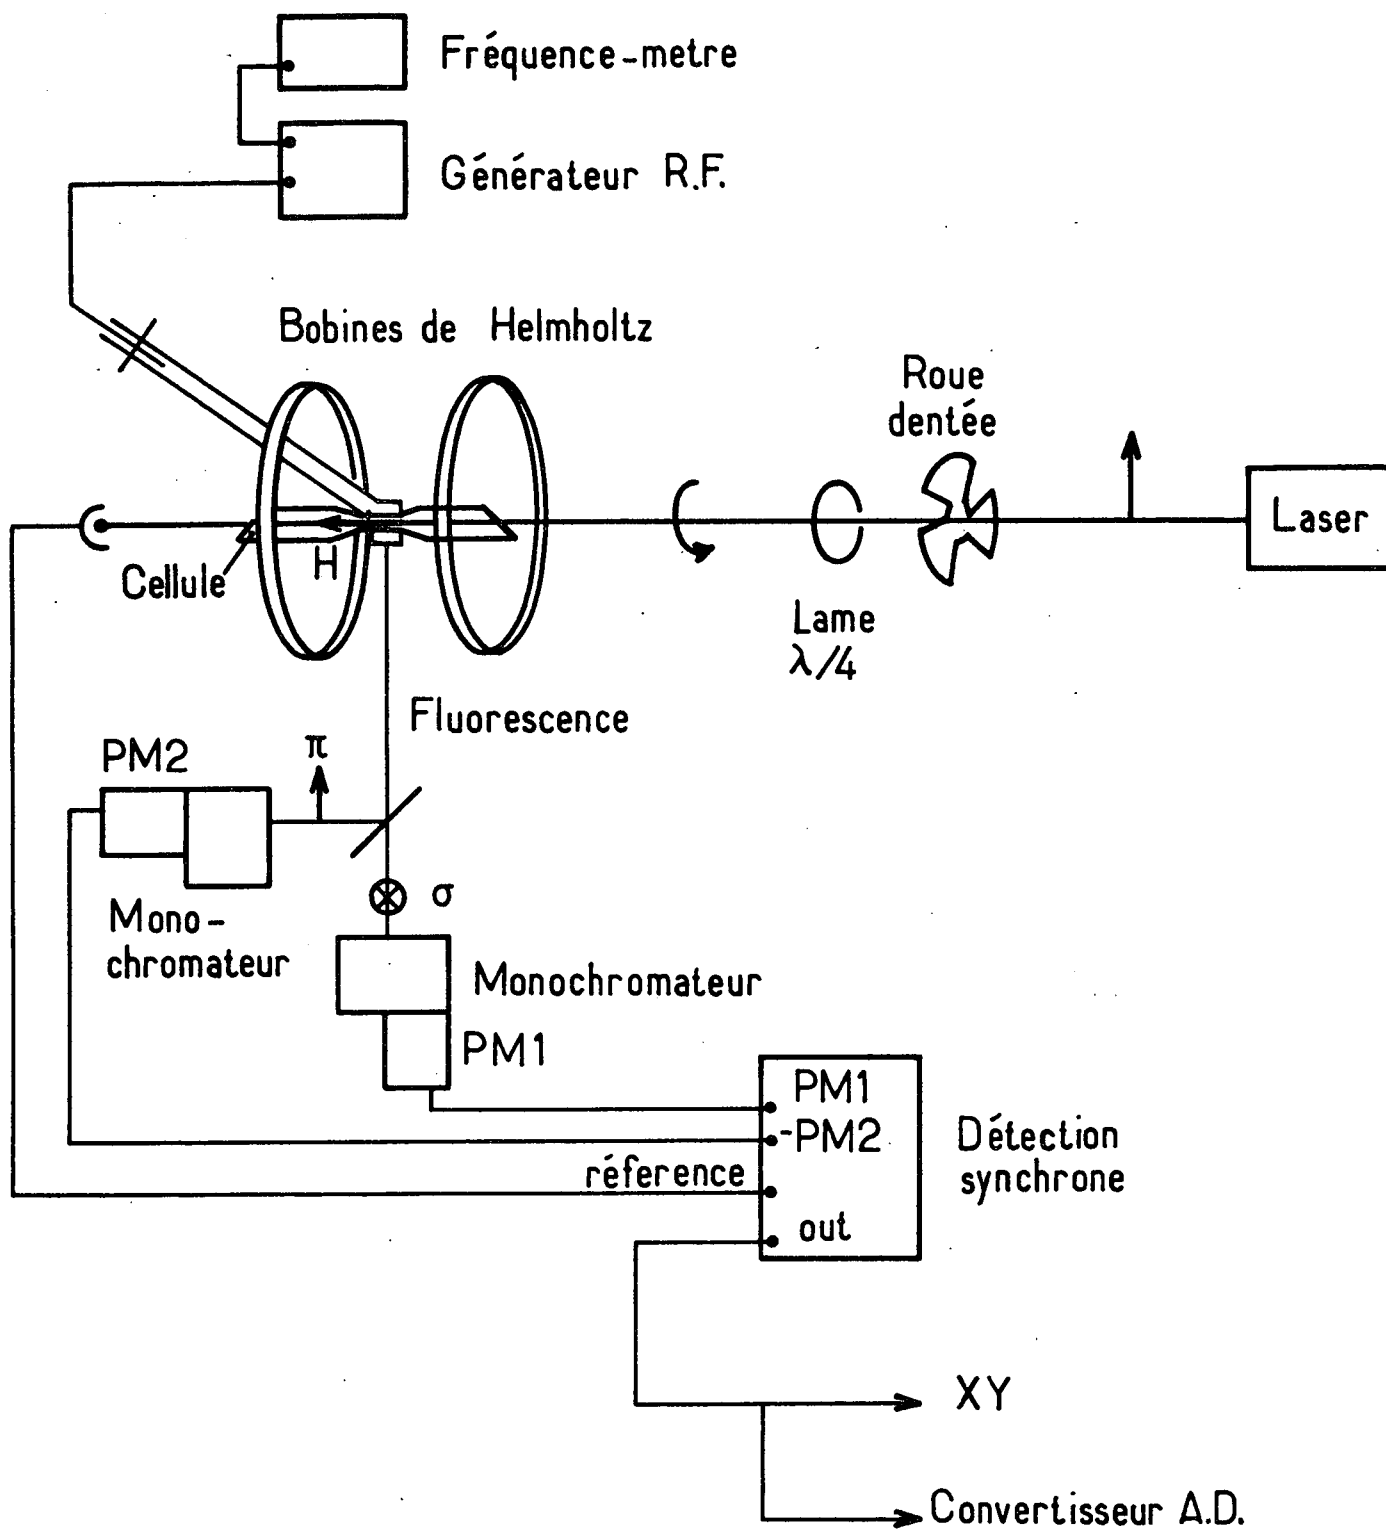 Fréquence-metre
Générateur R.F.
Bobines de Helmholtz
Roue
dentée
Laser
H
Cellule
Lame
λ/4
Fluorescence
PM2
π
σ
Mono-
chromateur
Monochromateur
PM1
PM1
-PM2
réference
out
Détection
synchrone
XY
Convertisseur A.D.